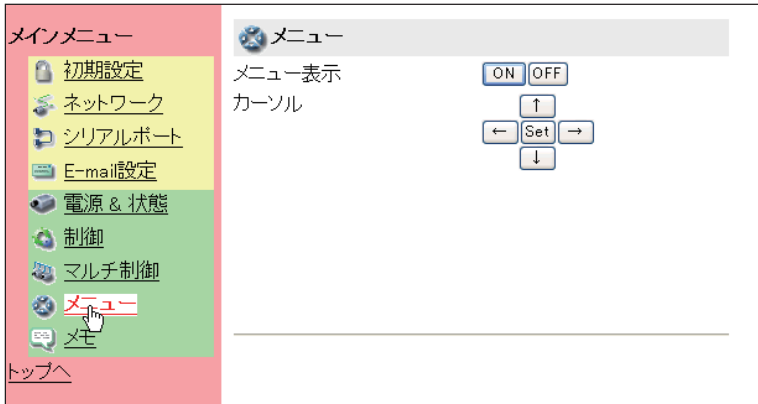 メインメニュー
初期設定
ネットワーク
シリアルポート
E-mail設定
電源 & 状態
制御
マルチ制御
メニュー
メモ
トップへ
メニュー
メニュー表示 ON OFF
カーソル ↑
← Set →
↓